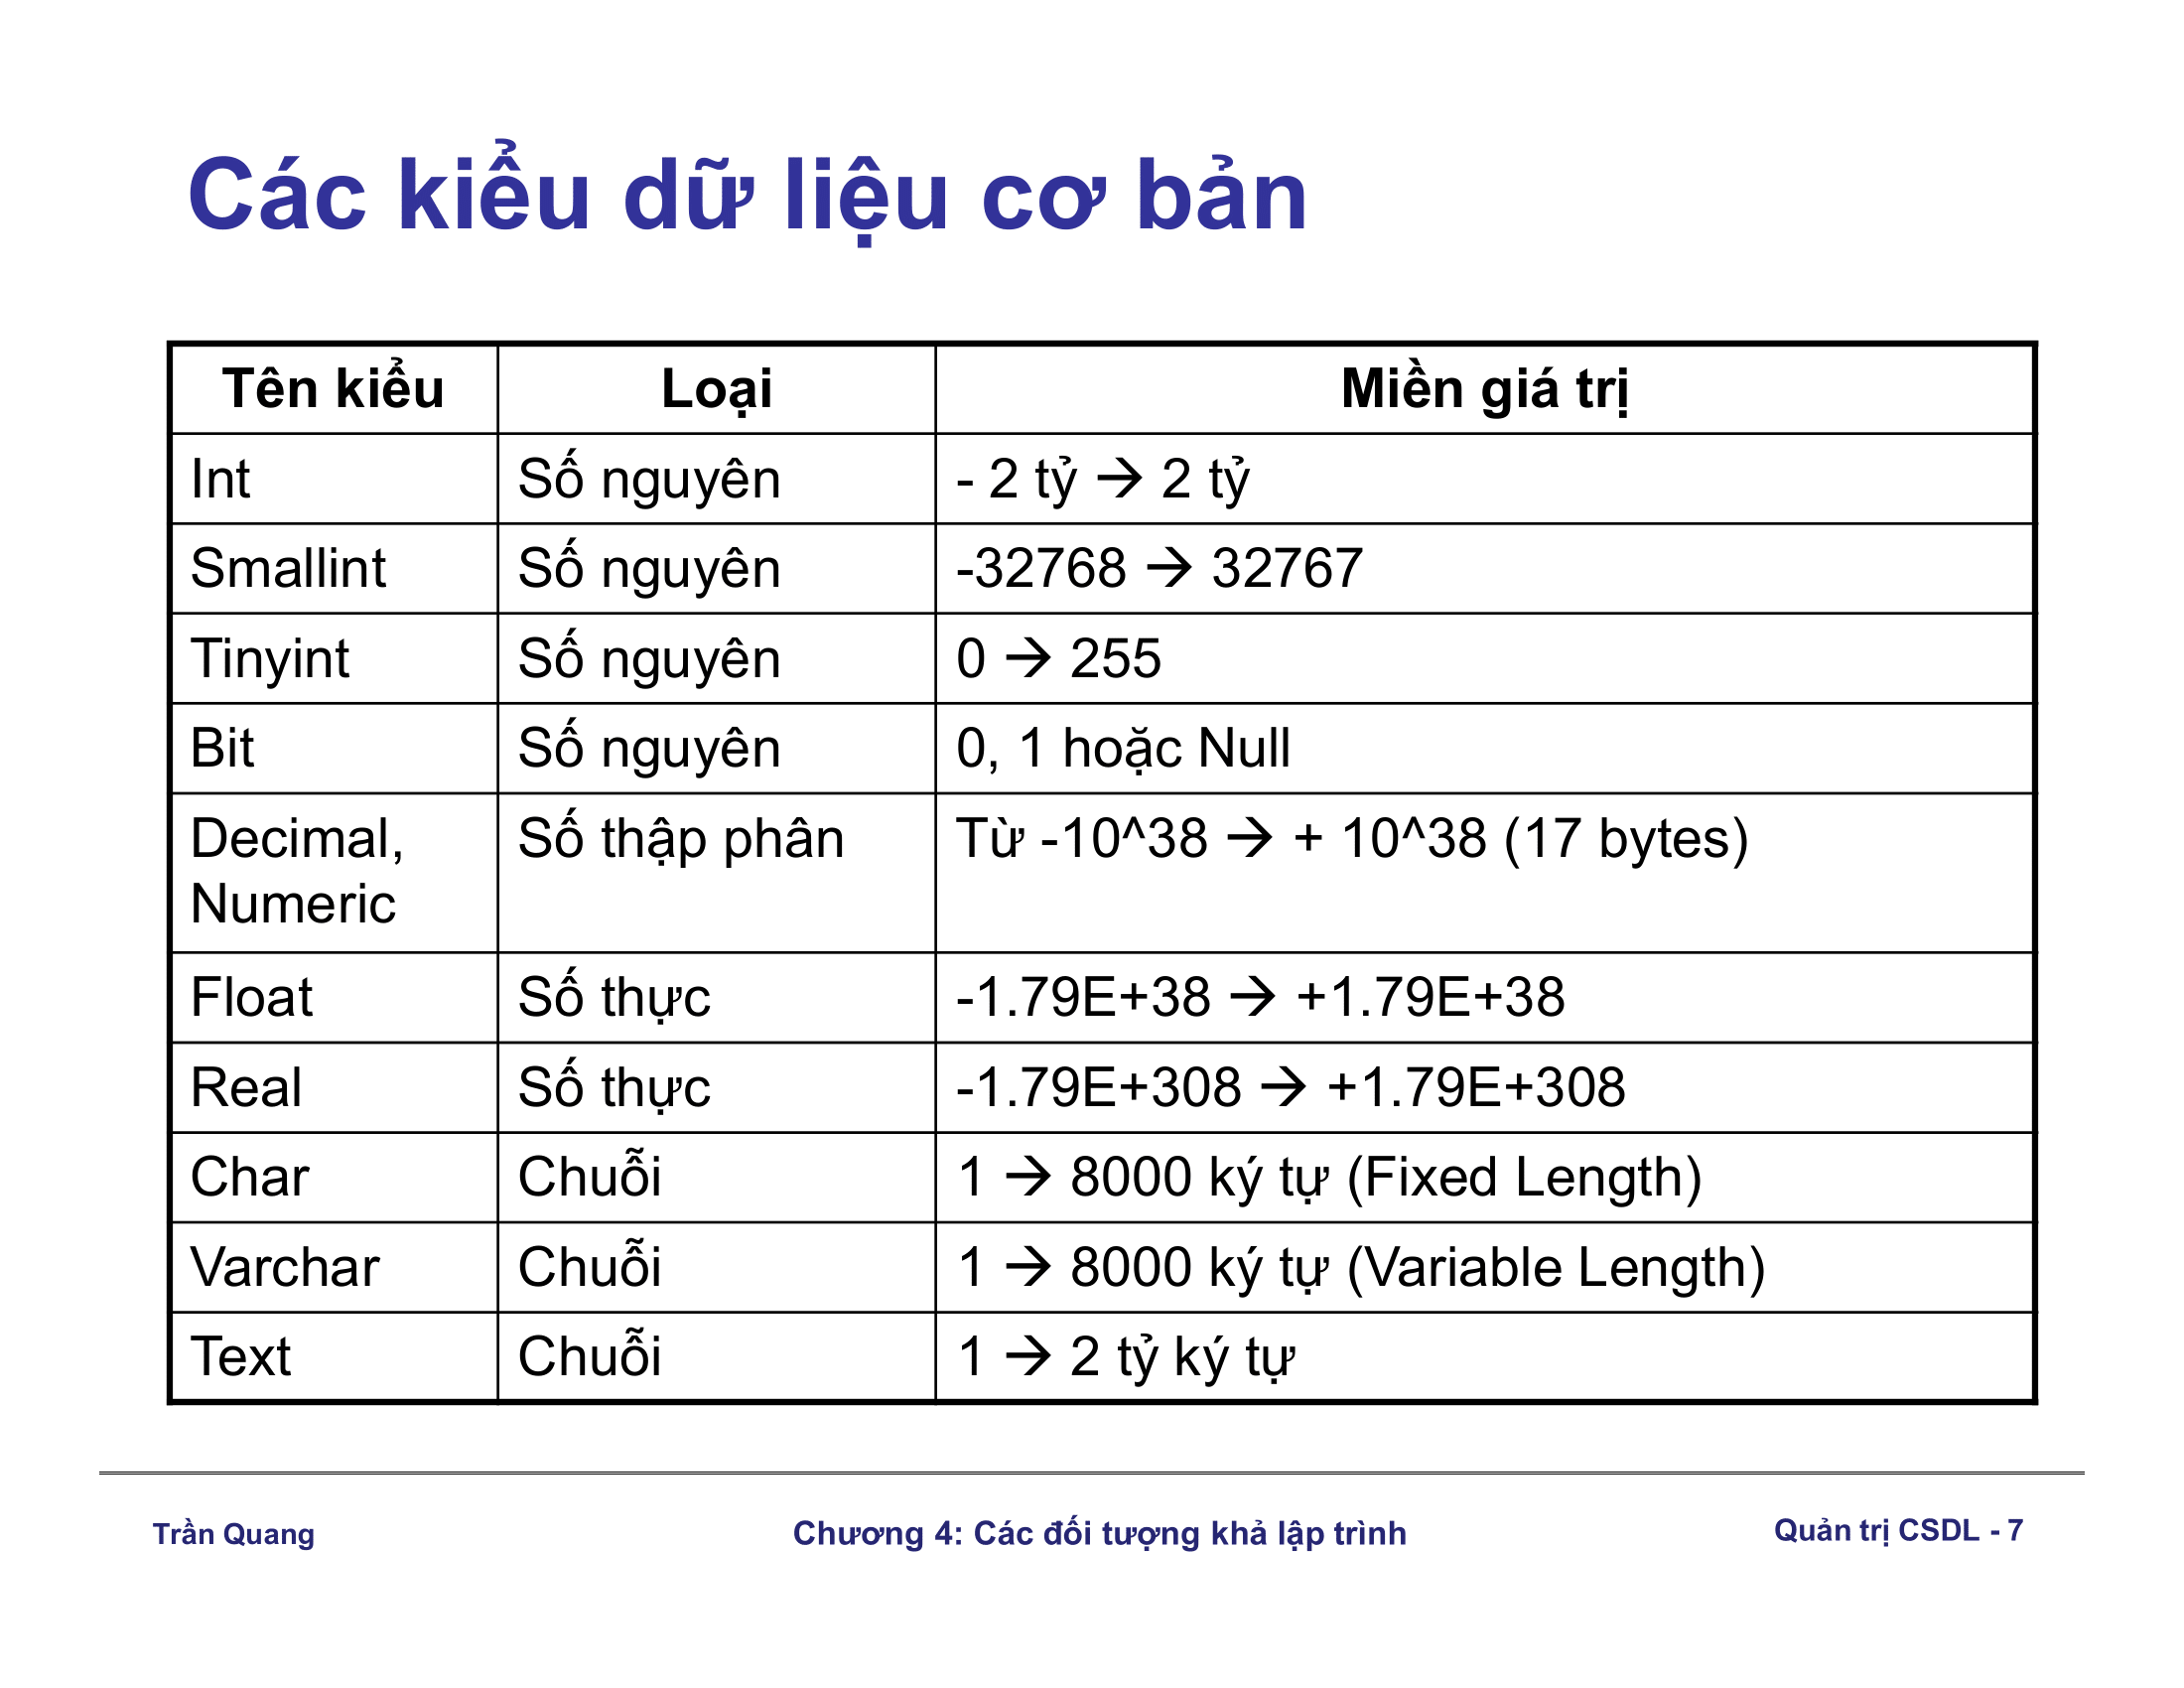 Các kiểu dữ liệu cơ bản
Tên kiểu Loại Miền giá trị
Int Số nguyên - 2 tỷ → 2 tỷ
Smallint Số nguyên -32768 → 32767
Tinyint Số nguyên 0 → 255
Bit Số nguyên 0, 1 hoặc Null
Decimal, Số thập phân Từ -10^38 → + 10^38 (17 bytes)
Numeric
Float Số thực -1.79E+38 → +1.79E+38
Real Số thực -1.79E+308 → +1.79E+308
Char Chuỗi 1 → 8000 ký tự (Fixed Length)
Varchar Chuỗi 1 → 8000 ký tự (Variable Length)
Text Chuỗi 1 → 2 tỷ ký tự
Trần Quang Chương 4: Các đối tượng khả lập trình Quản trị CSDL - 7